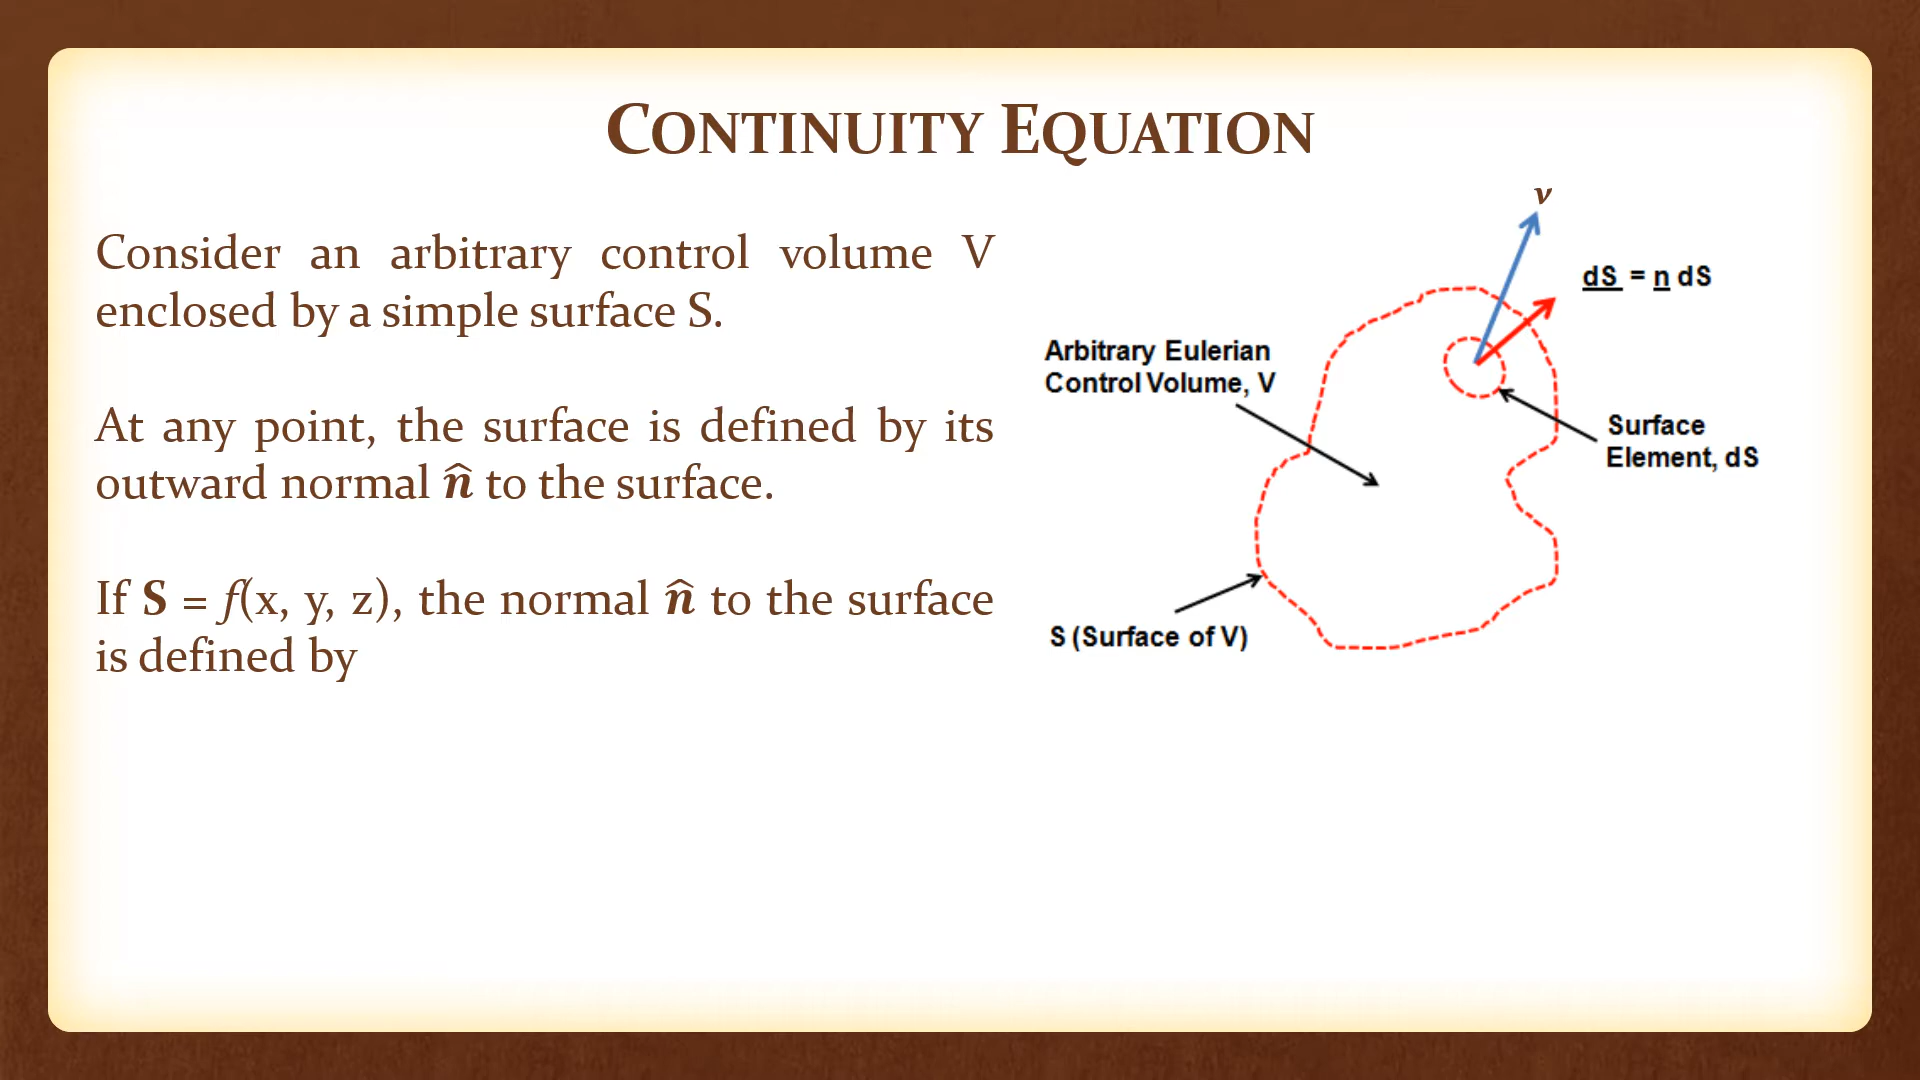 CONTINUITY EQUATION
Consider an arbitrary control volume V
enclosed by a simple surface S.
At any point, the surface is defined by its
outward normal n̂ to the surface.
If S = f(x, y, z), the normal n̂ to the surface
is defined by
v
dS = n dS
Arbitrary Eulerian
Control Volume, V
Surface
Element, dS
S (Surface of V)